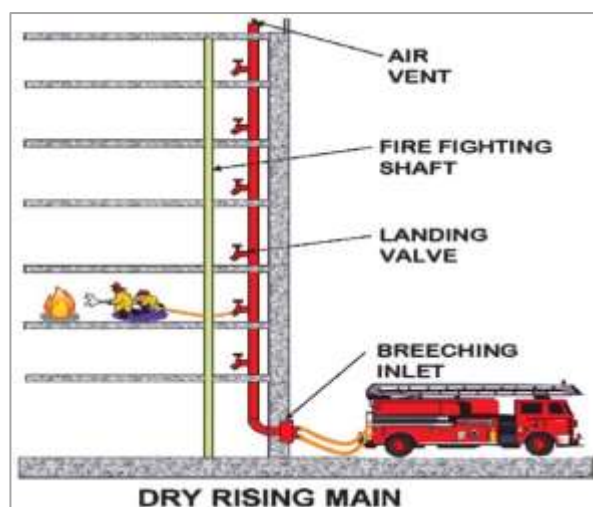 AIR
VENT
FIRE FIGHTING
SHAFT
LANDING
VALVE
BREECHING
INLET
DRY RISING MAIN